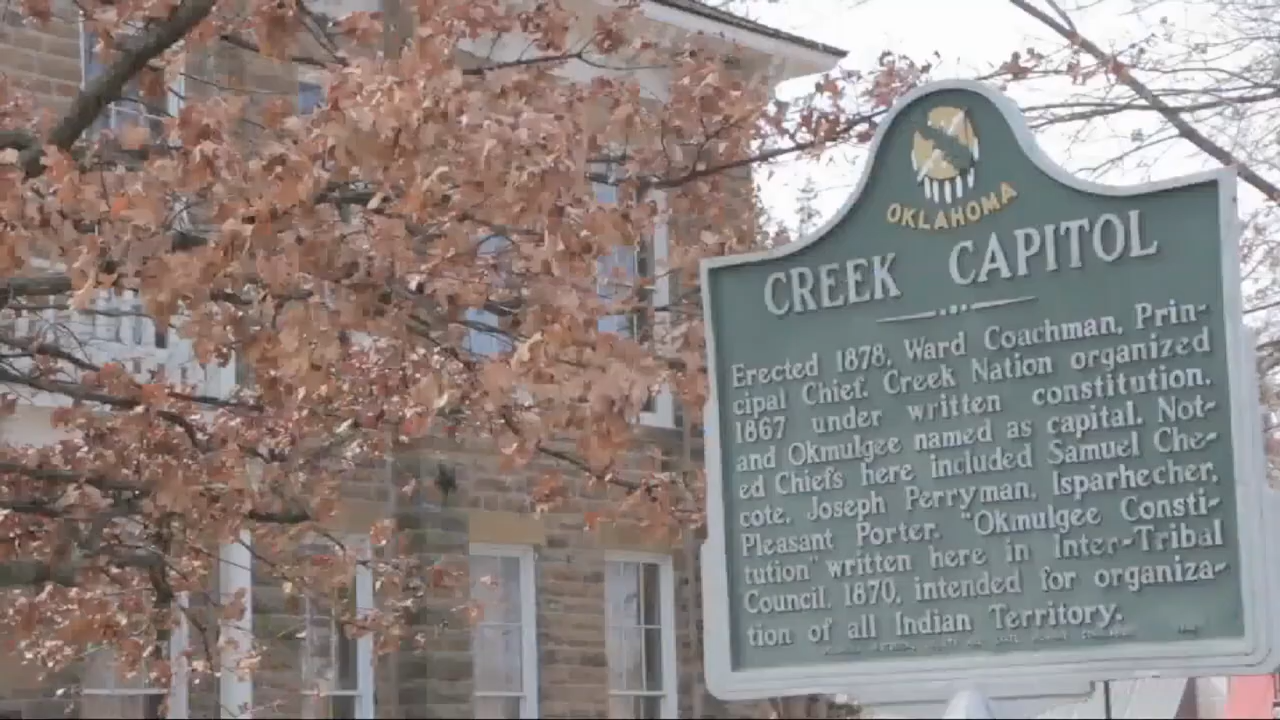 OKLAHOMA
CREEK CAPITOL
Erected 1878, Ward Coachman, Prin-
cipal Chief. Creek Nation organized
1867 under written constitution,
and Okmulgee named as capital. Not-
ed Chiefs here included Samuel Che-
cote, Joseph Perryman, Isparhecher,
Pleasant Porter. "Okmulgee Consti-
tution" written here in Inter-Tribal
Council, 1870, intended for organiza-
tion of all Indian Territory.